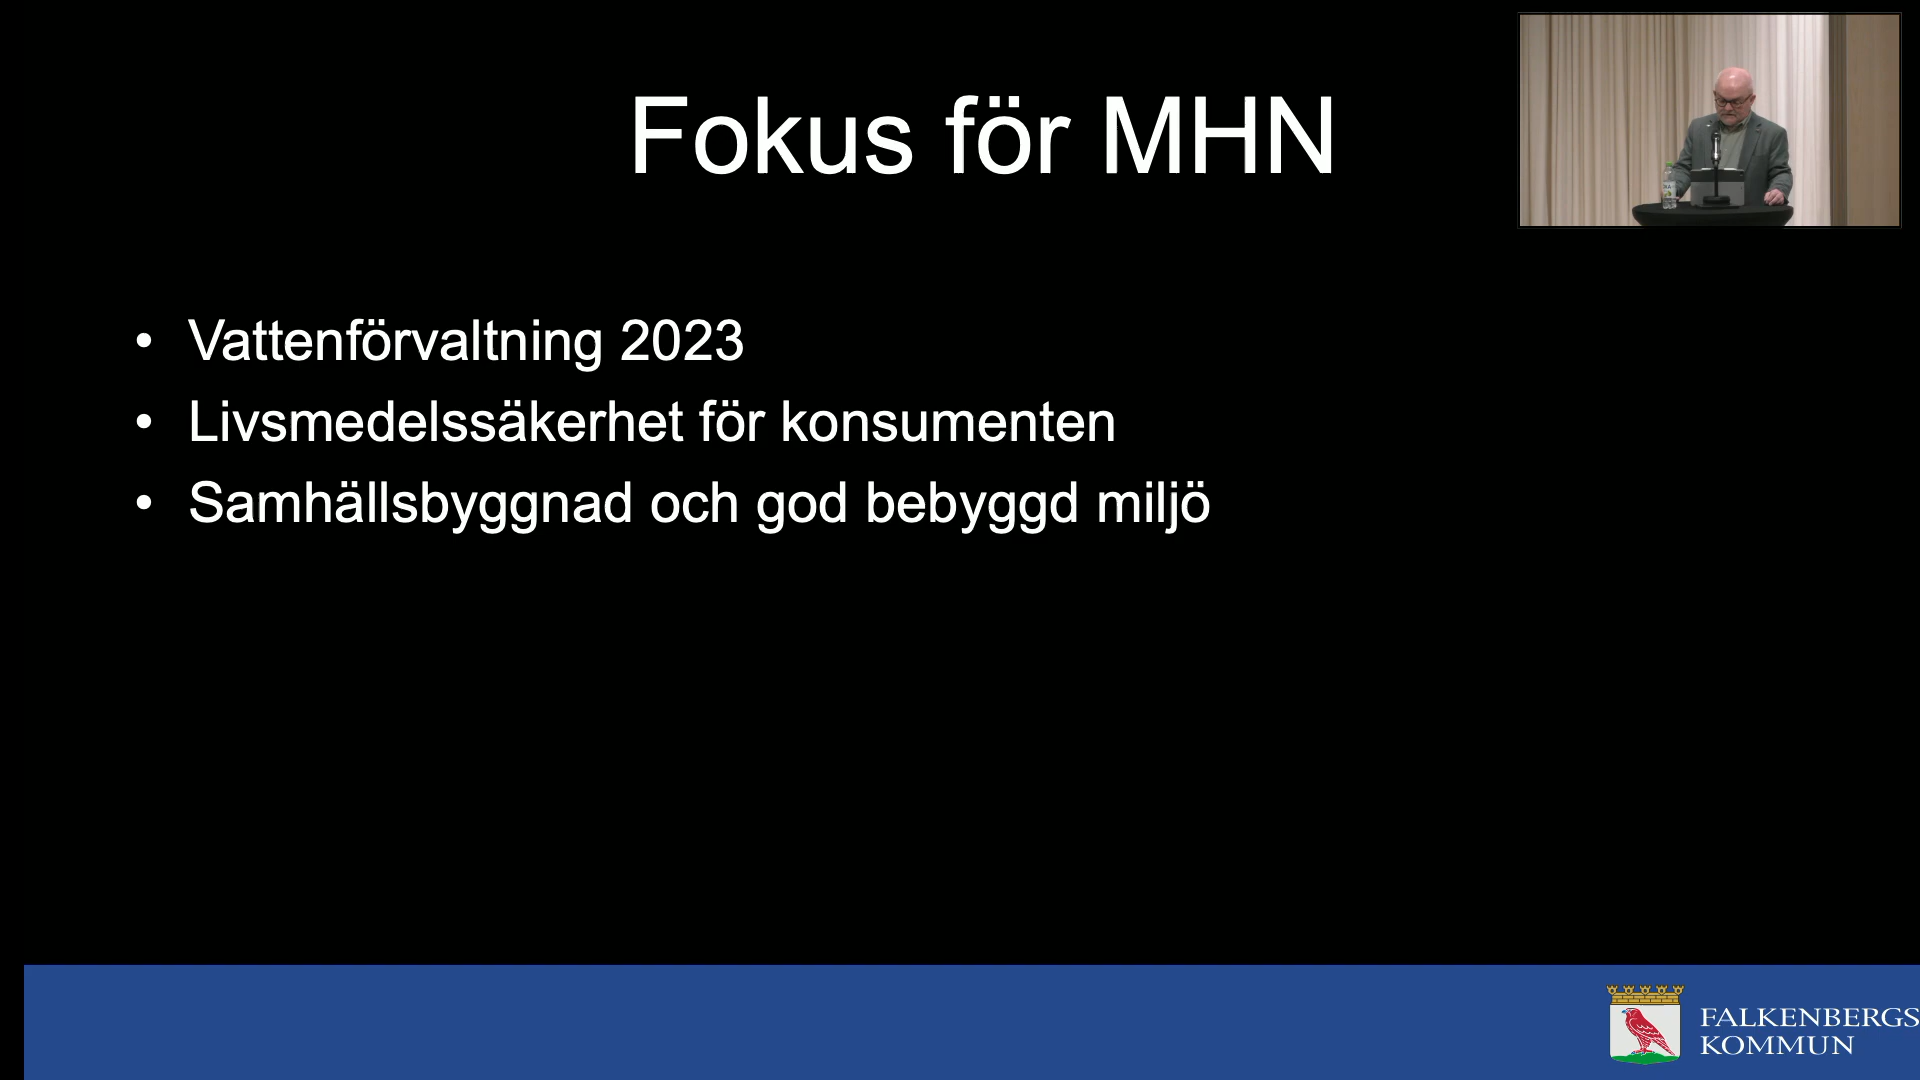 Fokus för MHN
• Vattenförvaltning 2023
• Livsmedelssäkerhet för konsumenten
• Samhällsbyggnad och god bebyggd miljö
FALKENBERGS
KOMMUN